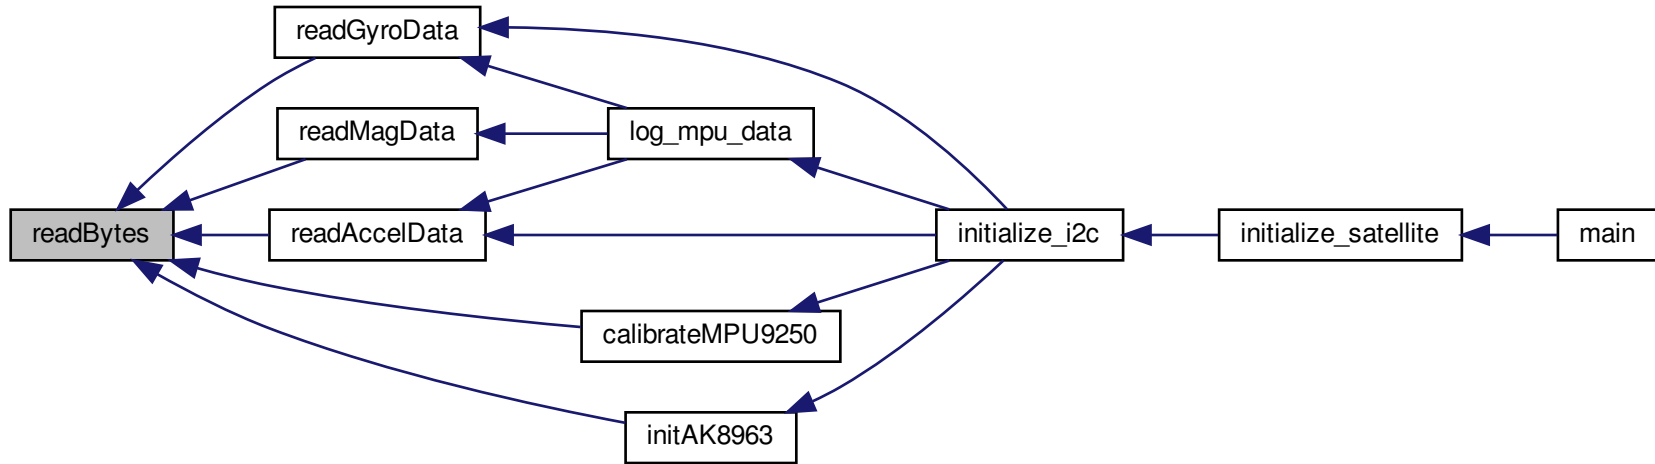 readGyroData
readMagData
log_mpu_data
readBytes
readAccelData
initialize_i2c
initialize_satellite
main
calibrateMPU9250
initAK8963